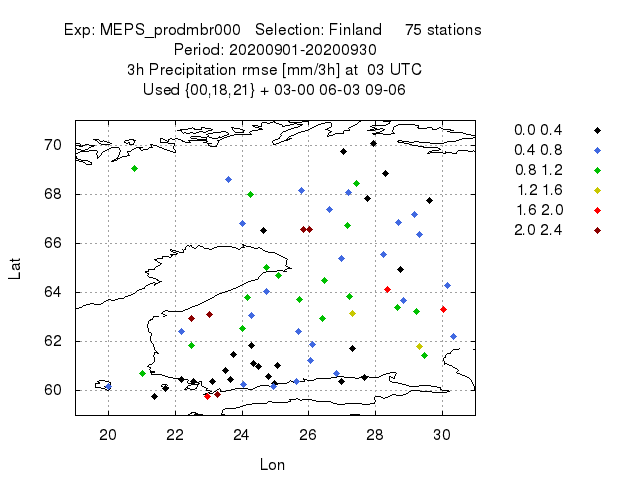 Exp: MEPS_prodmbr000 Selection: Finland 75 stations
Period: 20200901-20200930
3h Precipitation rmse [mm/3h] at 03 UTC
Used {00,18,21} + 03-00 06-03 09-06
70
68
66
64
62
60
Lat
20 22 24 26 28 30
Lon
0.0 0.4
0.4 0.8
0.8 1.2
1.2 1.6
1.6 2.0
2.0 2.4